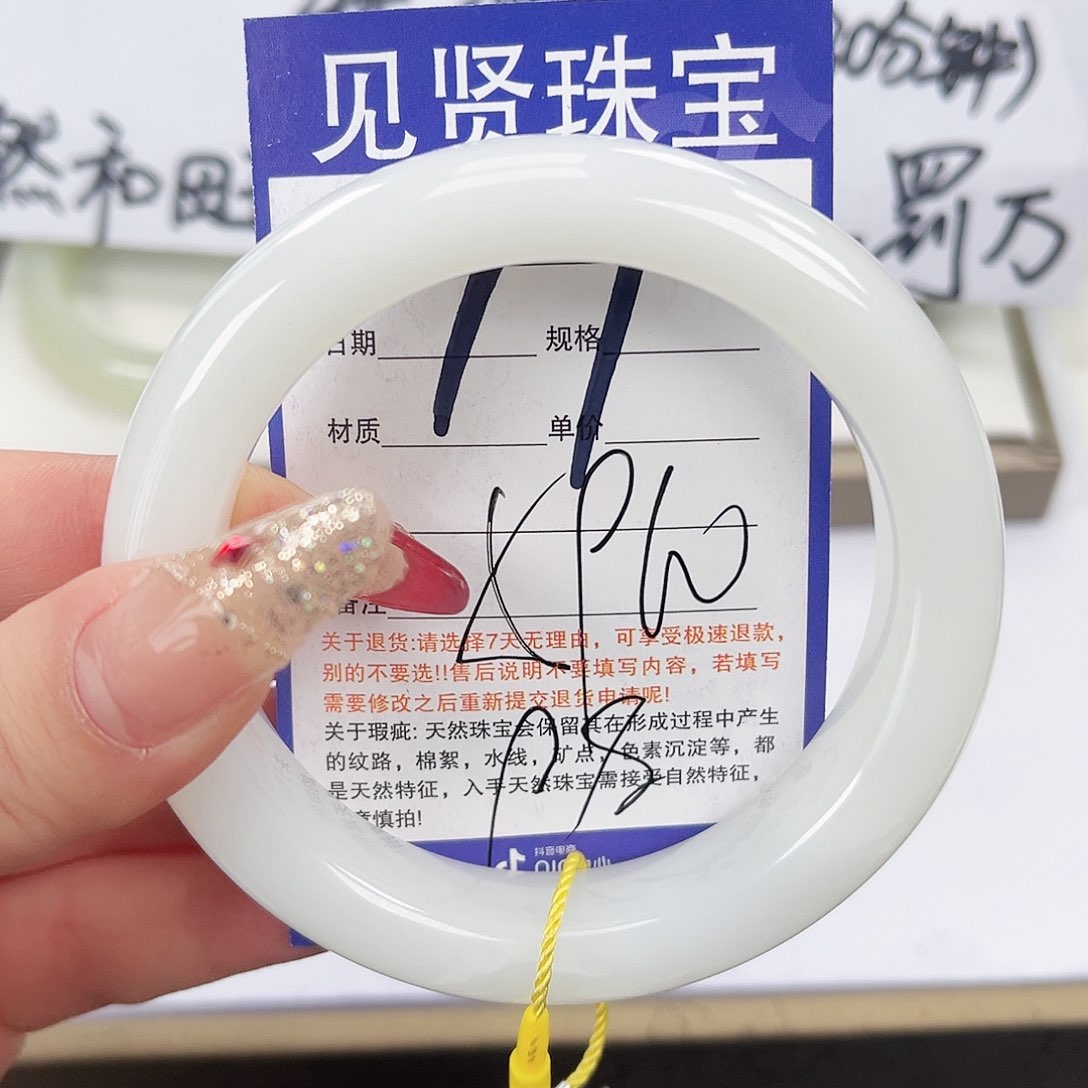 见贤珠宝
然和田玉
罚万
日期 规格
材质 单价
备注
关于退货:请选择7天无理由，可享受极速退款，
别的不要选!!售后说明不要填写内容，若填写
需要修改之后重新提交退货申请呢!
关于瑕疵: 天然珠宝会保留其在形成过程中产生
的纹路，棉絮，水线，矿点，色素沉淀等，都
是天然特征，入手天然珠宝需接受自然特征，
慎拍!
抖音电商